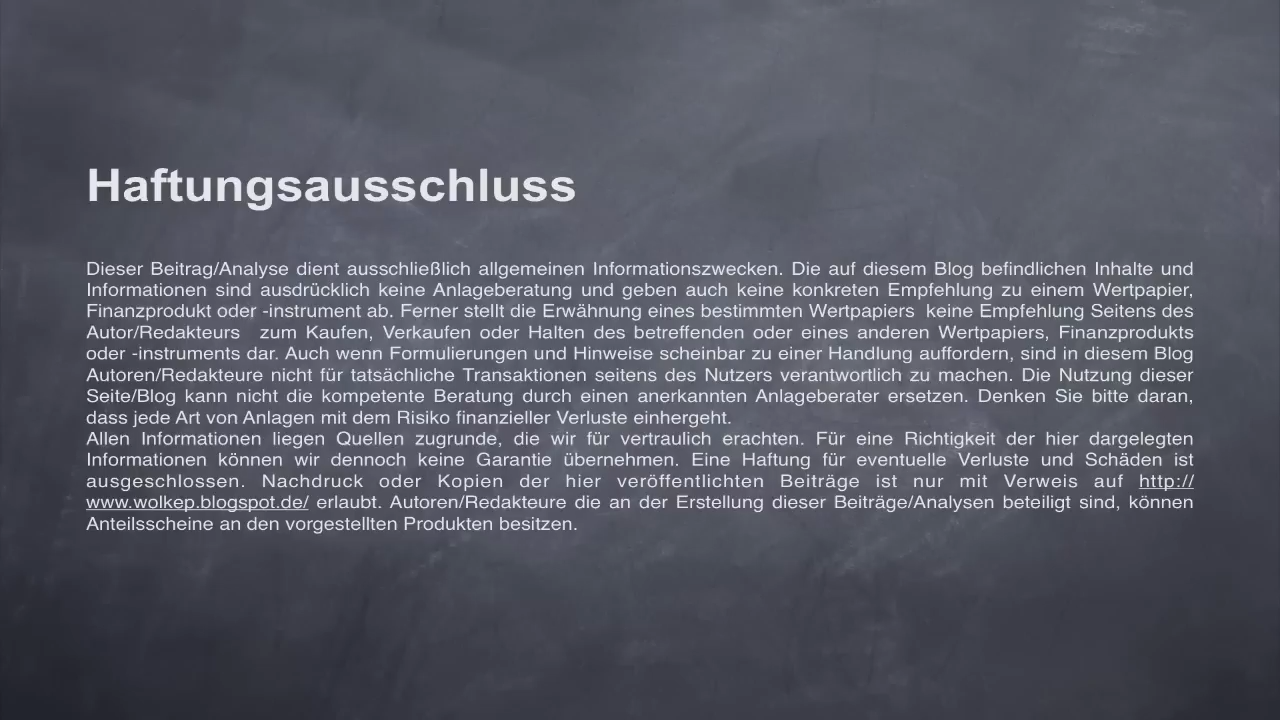 Haftungsausschluss
Dieser Beitrag/Analyse dient ausschließlich allgemeinen Informationszwecken. Die auf diesem Blog befindlichen Inhalte und
Informationen sind ausdrücklich keine Anlageberatung und geben auch keine konkreten Empfehlung zu einem Wertpapier,
Finanzprodukt oder -instrument ab. Ferner stellt die Erwähnung eines bestimmten Wertpapiers keine Empfehlung Seitens des
Autor/Redakteurs zum Kaufen, Verkaufen oder Halten des betreffenden oder eines anderen Wertpapiers, Finanzprodukts
oder -instruments dar. Auch wenn Formulierungen und Hinweise scheinbar zu einer Handlung auffordern, sind in diesem Blog
Autoren/Redakteure nicht für tatsächliche Transaktionen seitens des Nutzers verantwortlich zu machen. Die Nutzung dieser
Seite/Blog kann nicht die kompetente Beratung durch einen anerkannten Anlageberater ersetzen. Denken Sie bitte daran,
dass jede Art von Anlagen mit dem Risiko finanzieller Verluste einhergeht.
Allen Informationen liegen Quellen zugrunde, die wir für vertraulich erachten. Für eine Richtigkeit der hier dargelegten
Informationen können wir dennoch keine Garantie übernehmen. Eine Haftung für eventuelle Verluste und Schäden ist
ausgeschlossen. Nachdruck oder Kopien der hier veröffentlichten Beiträge ist nur mit Verweis auf http://
www.wolkep.blogspot.de/ erlaubt. Autoren/Redakteure die an der Erstellung dieser Beiträge/Analysen beteiligt sind, können
Anteilsscheine an den vorgestellten Produkten besitzen.